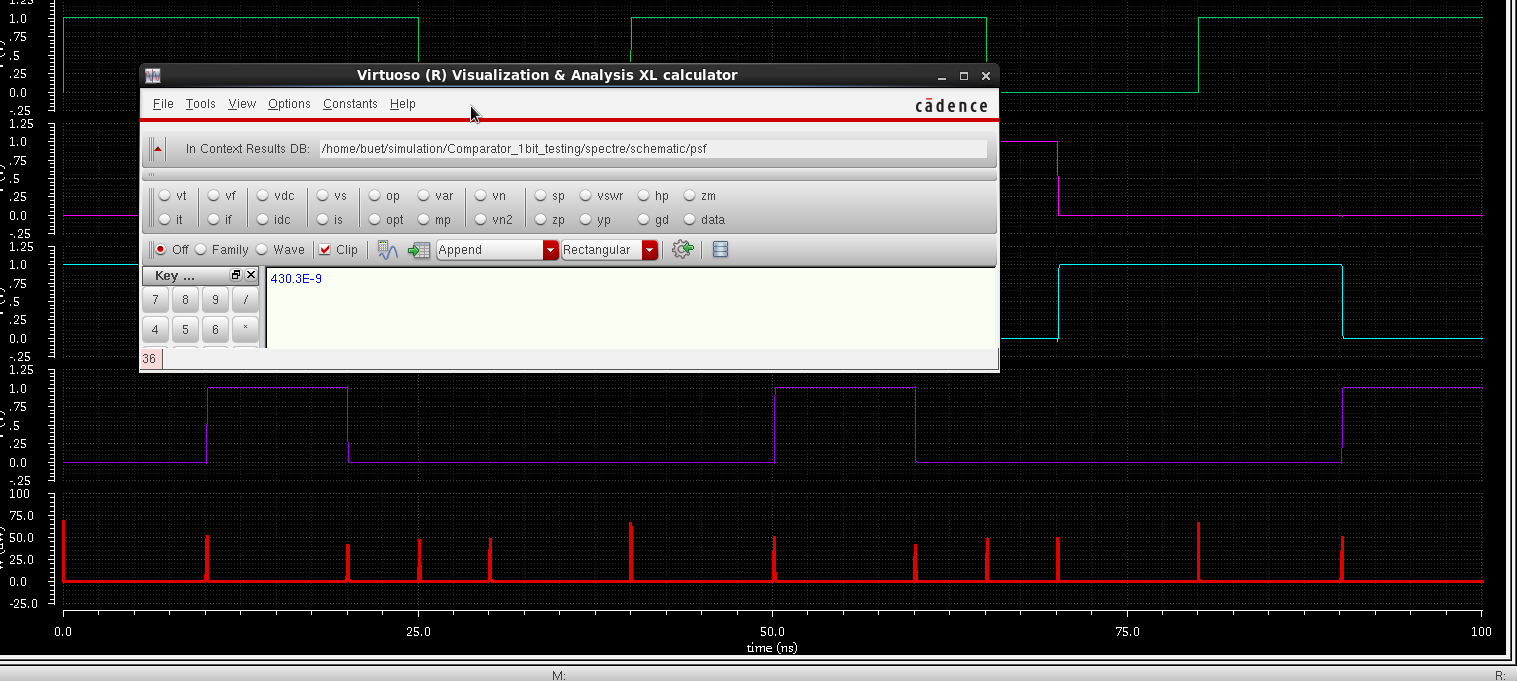 1.25
1.0
.75
.5
.25
0.0
-.25
Virtuoso (R) Visualization & Analysis XL calculator
File Tools View Options Constants Help
cādence
In Context Results DB: /home/buet/simulation/Comparator_1bit_testing/spectre/schematic/psf
vt vf vdc vs op var vn sp vswr hp zm
it if idc is opt mp vn2 zp yp gd data
Off Family Wave Clip Append Rectangular
Key ...
430.3E-9
7 8 9 /
4 5 6 *
36
1.25
1.0
.75
.5
.25
0.0
-.25
1.25
1.0
.75
.5
.25
0.0
-.25
1.25
1.0
.75
.5
.25
0.0
-.25
100
75.0
50.0
25.0
0.0
-25.0
0.0 25.0 50.0 75.0 100
time (ns)
M: R: